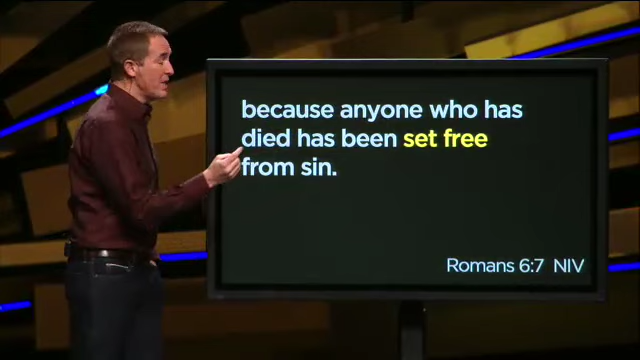 because anyone who has
died has been set free
from sin.
Romans 6:7 NIV